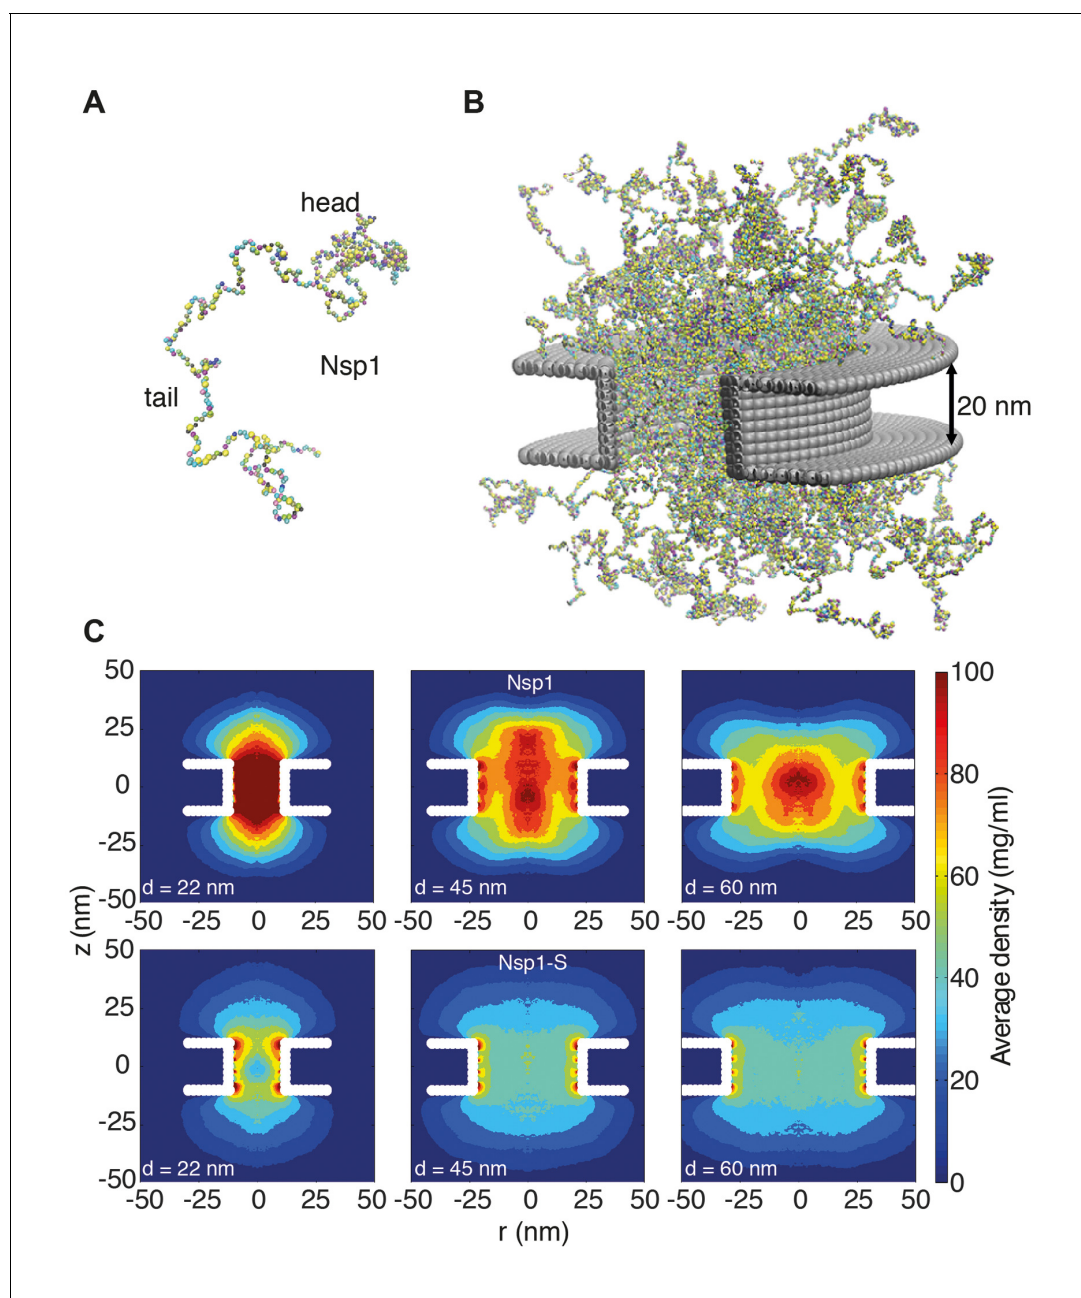 A
B
head
Nsp1
tail
20 nm
C
50
25
0
-25
-50
z (nm)
Nsp1
d = 22 nm
d = 45 nm
d = 60 nm
-50 -25 0 25 50
-50 -25 0 25 50
-50 -25 0 25 50
50
25
0
-25
-50
Nsp1-S
d = 22 nm
d = 45 nm
d = 60 nm
-50 -25 0 25 50
-50 -25 0 25 50
-50 -25 0 25 50
r (nm)
100
80
60
40
20
0
Average density (mg/ml)